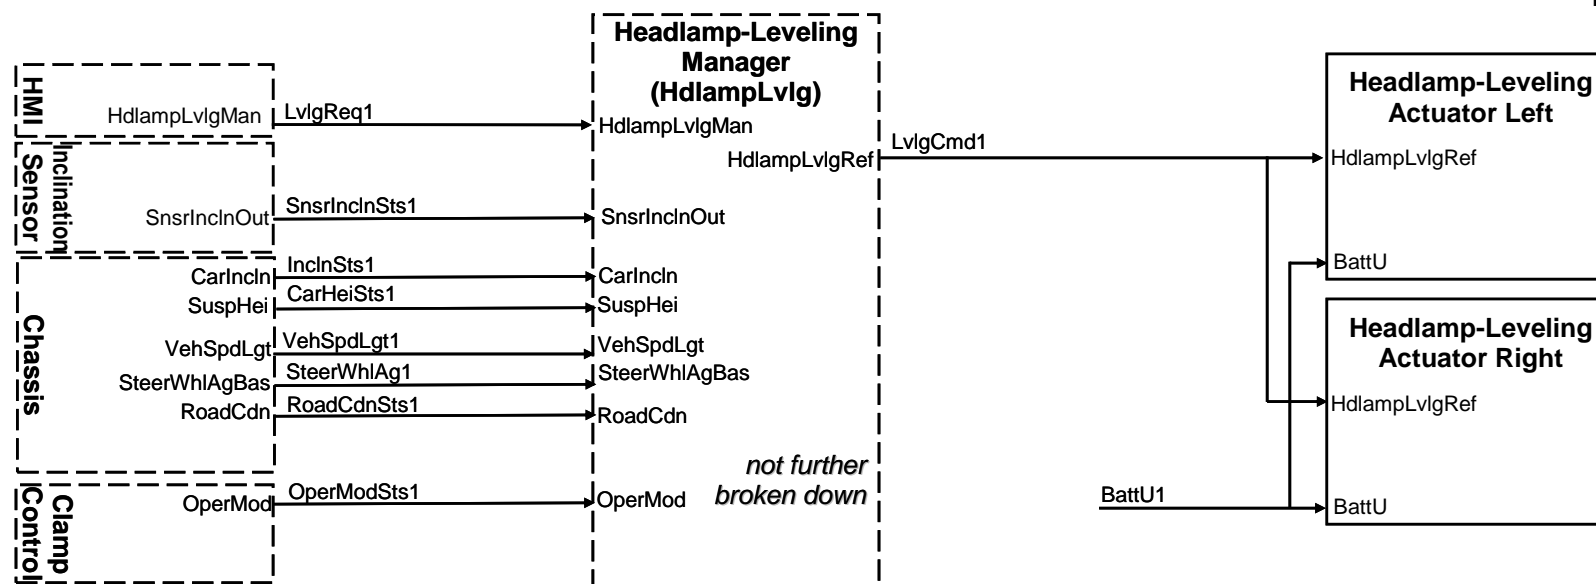 HMI
HdlampLvlgMan
LvlgReq1
Inclination
Sensor
SnsrInclnOut
SnsrInclnSts1
Chassis
CarIncln
InclnSts1
SuspHei
CarHeiSts1
VehSpdLgt
VehSpdLgt1
SteerWhlAgBas
SteerWhlAg1
RoadCdn
RoadCdnSts1
Clamp
Control
OperMod
OperModSts1
Headlamp-Leveling
Manager
(HdlampLvlg)
HdlampLvlgMan
HdlampLvlgRef
SnsrInclnOut
CarIncln
SuspHei
VehSpdLgt
SteerWhlAgBas
RoadCdn
not further
broken down
OperMod
LvlgCmd1
BattU1
Headlamp-Leveling
Actuator Left
HdlampLvlgRef
BattU
Headlamp-Leveling
Actuator Right
HdlampLvlgRef
BattU